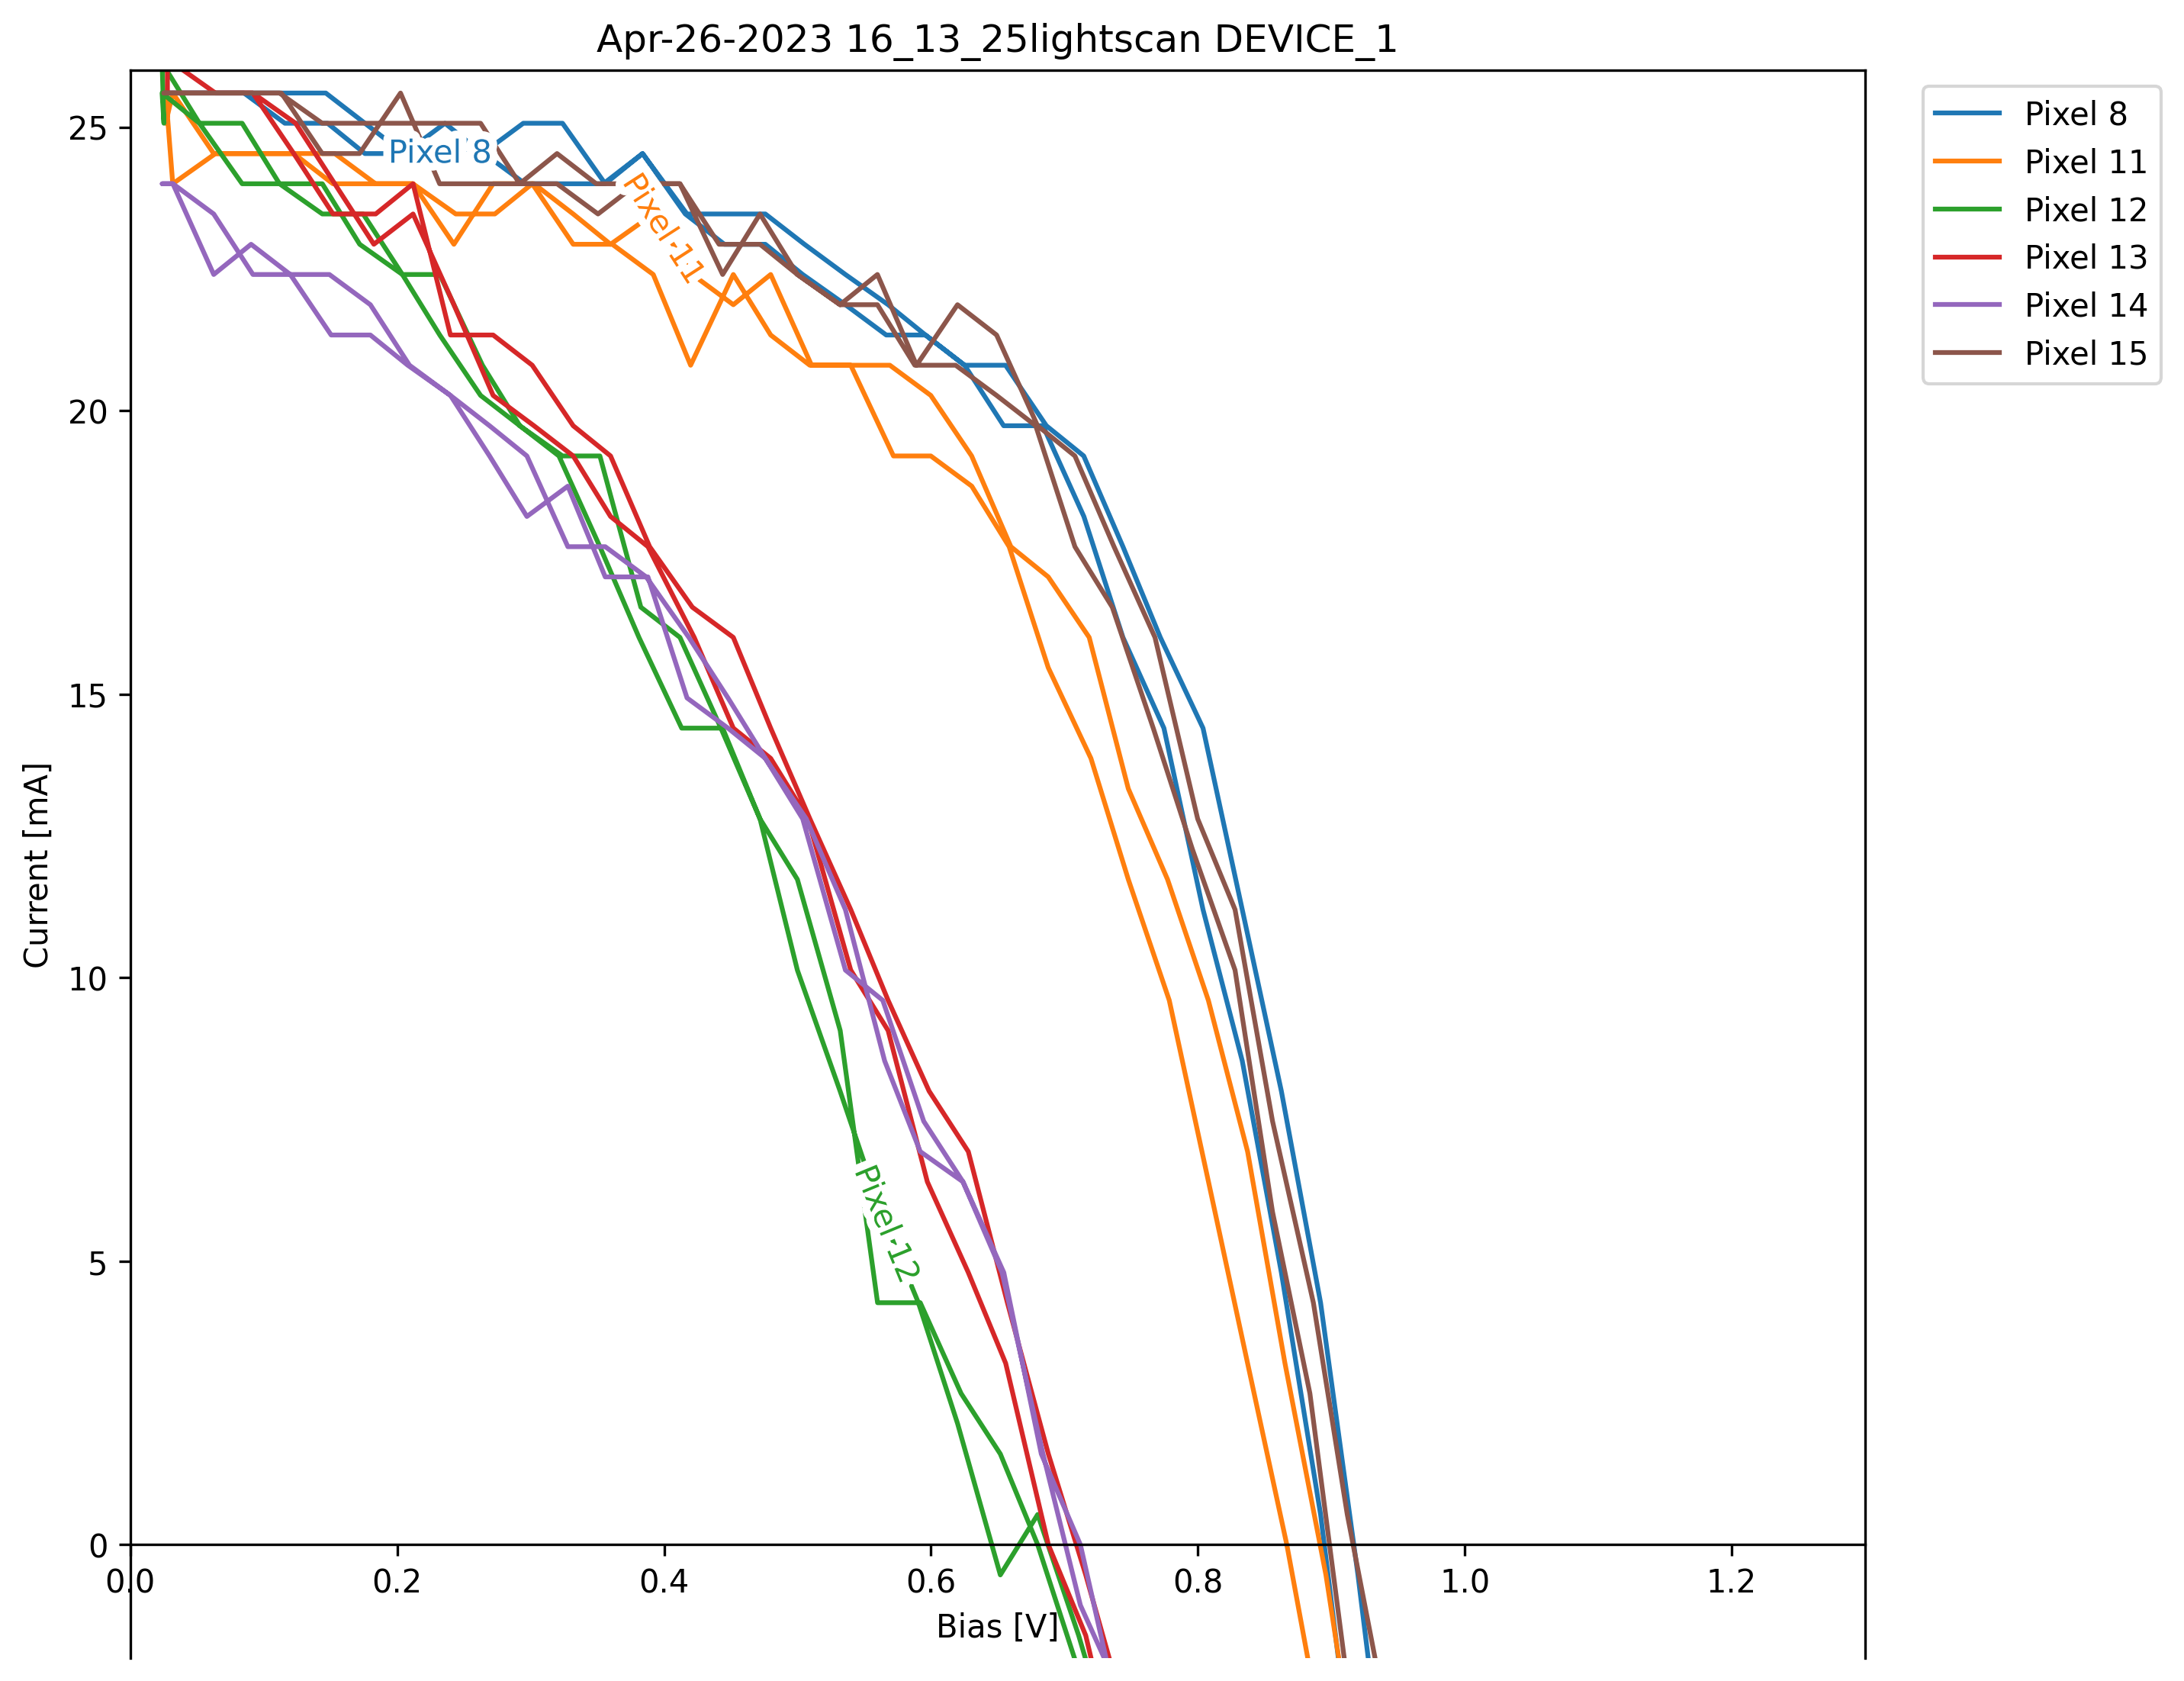 Apr-26-2023 16_13_25lightscan DEVICE_1
Pixel 8
Pixel 11
Pixel 12
Pixel 13
Pixel 14
Pixel 15
25
20
15
10
5
0
Current [mA]
Pixel 8
Pixel 11
Pixel 12
0.0
0.2
0.4
0.6
0.8
1.0
1.2
Bias [V]